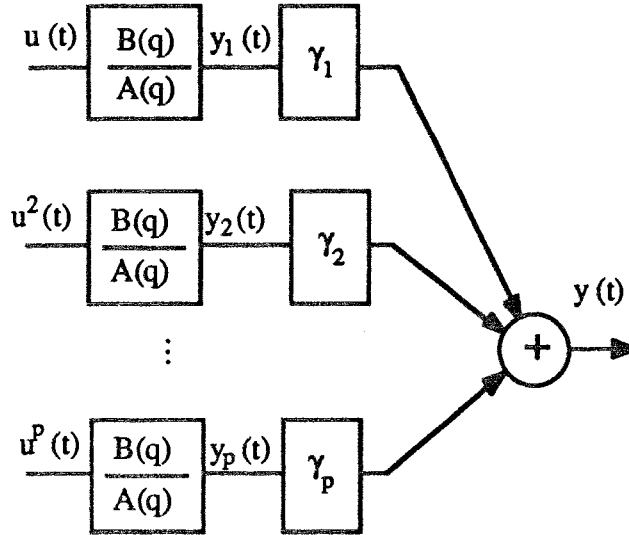 u (t) B(q) y₁ (t) γ₁
A(q)
u²(t) B(q) y₂(t) γ₂
A(q)
y (t)
+
⋮
uᵖ(t) B(q) yₚ(t) γₚ
A(q)